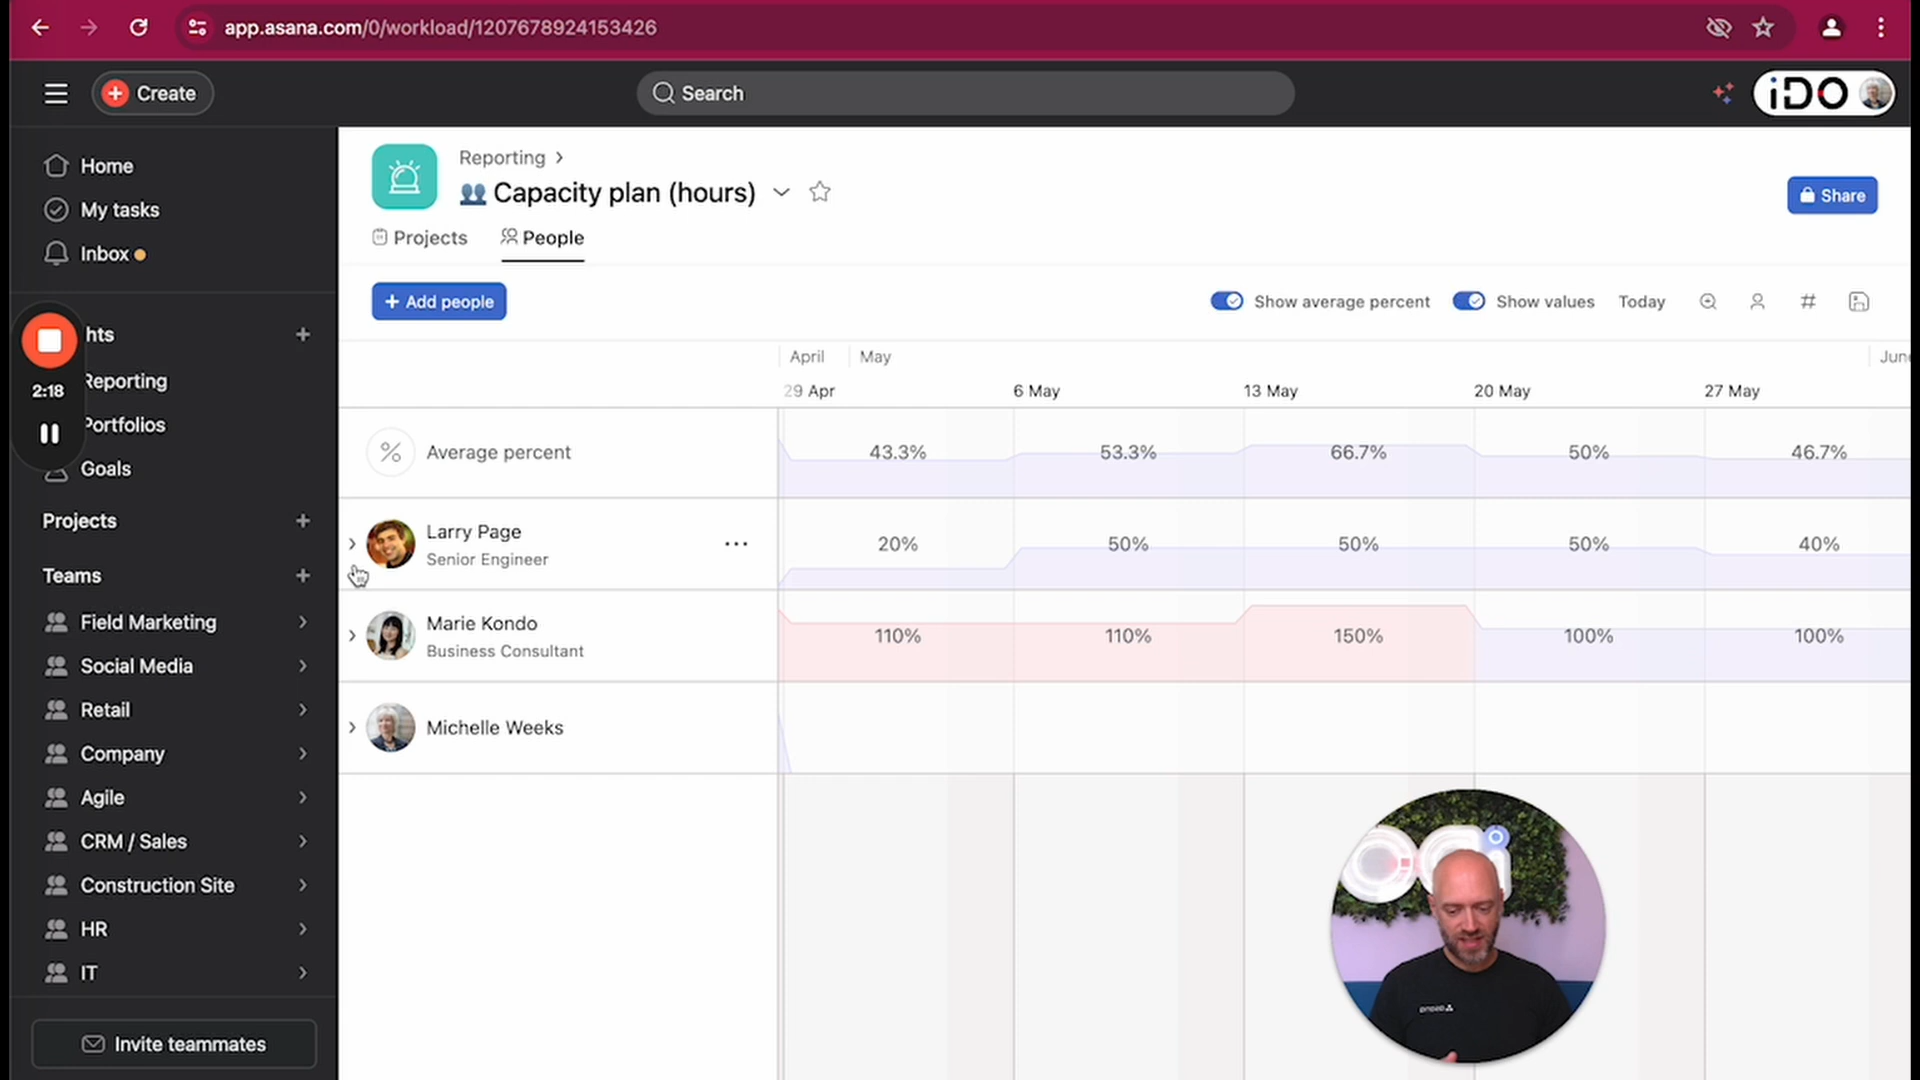 app.asana.com/0/workload/1207678924153426
Create
Search
iDO
Home
My tasks
Inbox
hts
Reporting
Portfolios
Goals
2:18
Projects
Teams
Field Marketing
Social Media
Retail
Company
Agile
CRM / Sales
Construction Site
HR
IT
Invite teammates
Reporting
Capacity plan (hours)
Share
Projects
People
+ Add people
Show average percent
Show values
Today
April
May
June
29 Apr
6 May
13 May
20 May
27 May
%
Average percent
43.3%
53.3%
66.7%
50%
46.7%
Larry Page
Senior Engineer
20%
50%
50%
50%
40%
Marie Kondo
Business Consultant
110%
110%
150%
100%
100%
Michelle Weeks